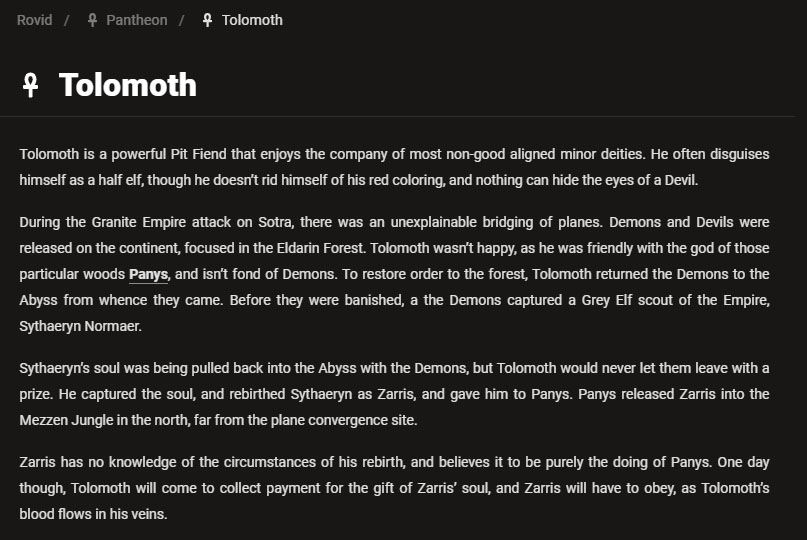 Rovid / Pantheon / Tolomoth
Tolomoth
Tolomoth is a powerful Pit Fiend that enjoys the company of most non-good aligned minor deities. He often disguises
himself as a half elf, though he doesn't rid himself of his red coloring, and nothing can hide the eyes of a Devil.
During the Granite Empire attack on Sotra, there was an unexplainable bridging of planes. Demons and Devils were
released on the continent, focused in the Eldarin Forest. Tolomoth wasn't happy, as he was friendly with the god of those
particular woods Panys, and isn't fond of Demons. To restore order to the forest, Tolomoth returned the Demons to the
Abyss from whence they came. Before they were banished, a the Demons captured a Grey Elf scout of the Empire,
Sythaeryn Normaer.
Sythaeryn's soul was being pulled back into the Abyss with the Demons, but Tolomoth would never let them leave with a
prize. He captured the soul, and rebirthed Sythaeryn as Zarris, and gave him to Panys. Panys released Zarris into the
Mezzen Jungle in the north, far from the plane convergence site.
Zarris has no knowledge of the circumstances of his rebirth, and believes it to be purely the doing of Panys. One day
though, Tolomoth will come to collect payment for the gift of Zarris' soul, and Zarris will have to obey, as Tolomoth's
blood flows in his veins.